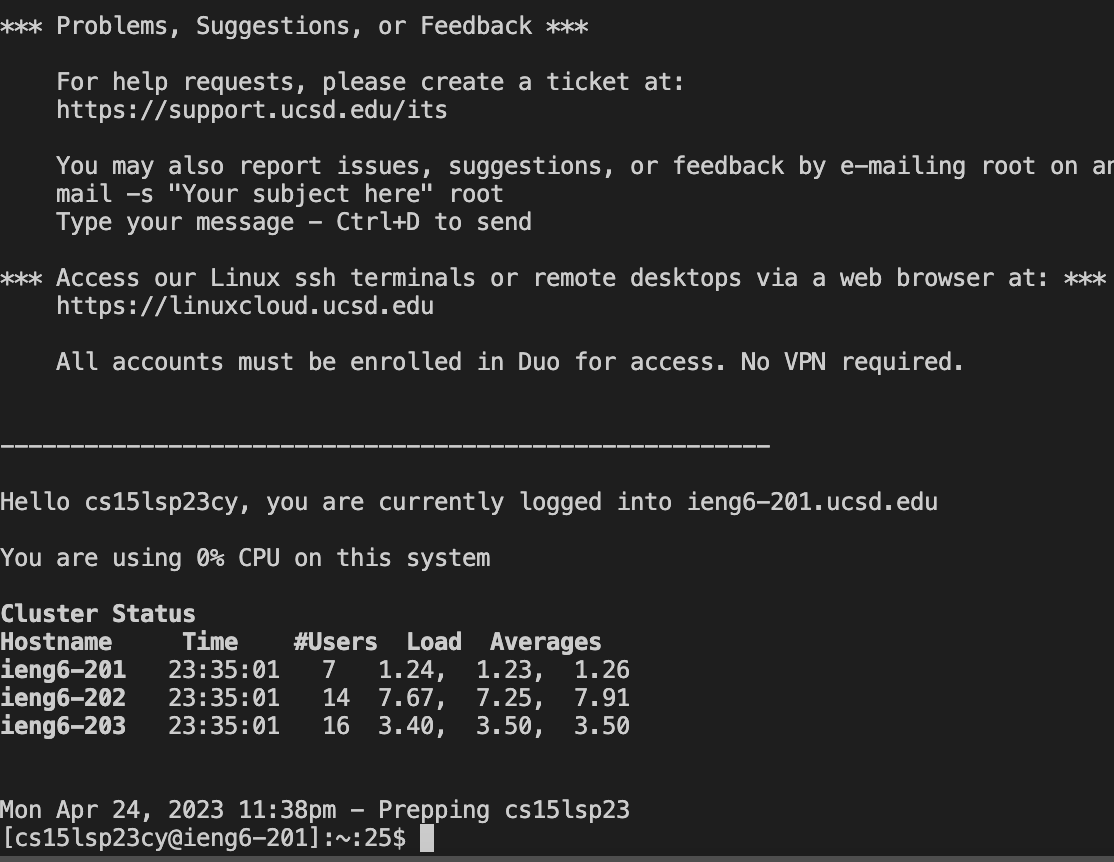 *** Problems, Suggestions, or Feedback ***
For help requests, please create a ticket at:
https://support.ucsd.edu/its
You may also report issues, suggestions, or feedback by e-mailing root on
mail -s "Your subject here" root
Type your message - Ctrl+D to send
*** Access our Linux ssh terminals or remote desktops via a web browser at: ***
https://linuxcloud.ucsd.edu
All accounts must be enrolled in Duo for access. No VPN required.
-------------------------------------------------------
Hello cs15lsp23cy, you are currently logged into ieng6-201.ucsd.edu
You are using 0% CPU on this system
Cluster Status
Hostname     Time    #Users  Load  Averages
ieng6-201   23:35:01   7   1.24,  1.23,  1.26
ieng6-202   23:35:01   14  7.67,  7.25,  7.91
ieng6-203   23:35:01   16  3.40,  3.50,  3.50
Mon Apr 24, 2023 11:38pm - Prepping cs15lsp23
[cs15lsp23cy@ieng6-201]:~:25$